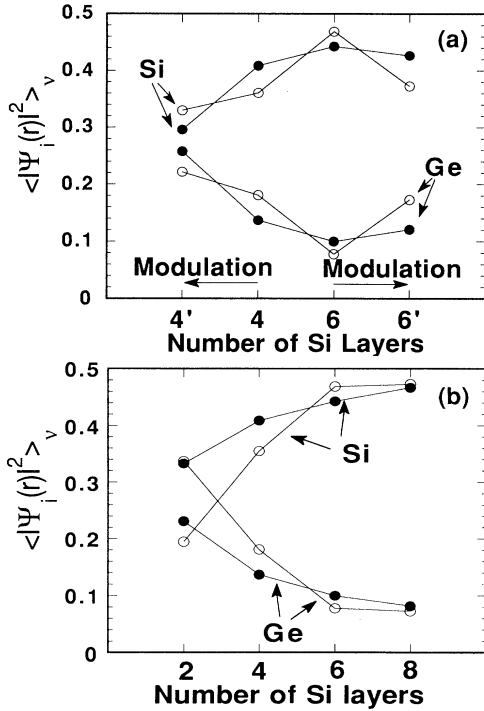 0.5
(a)
Si
0.4
0.3
<|Ψi(r)|²>ν
Ge
0.2
0.1
Modulation
Modulation
0
4' 4 6 6'
Number of Si Layers
0.5
(b)
0.4
Si
0.3
<|Ψi(r)|²>ν
0.2
0.1
Ge
0
2 4 6 8
Number of Si layers